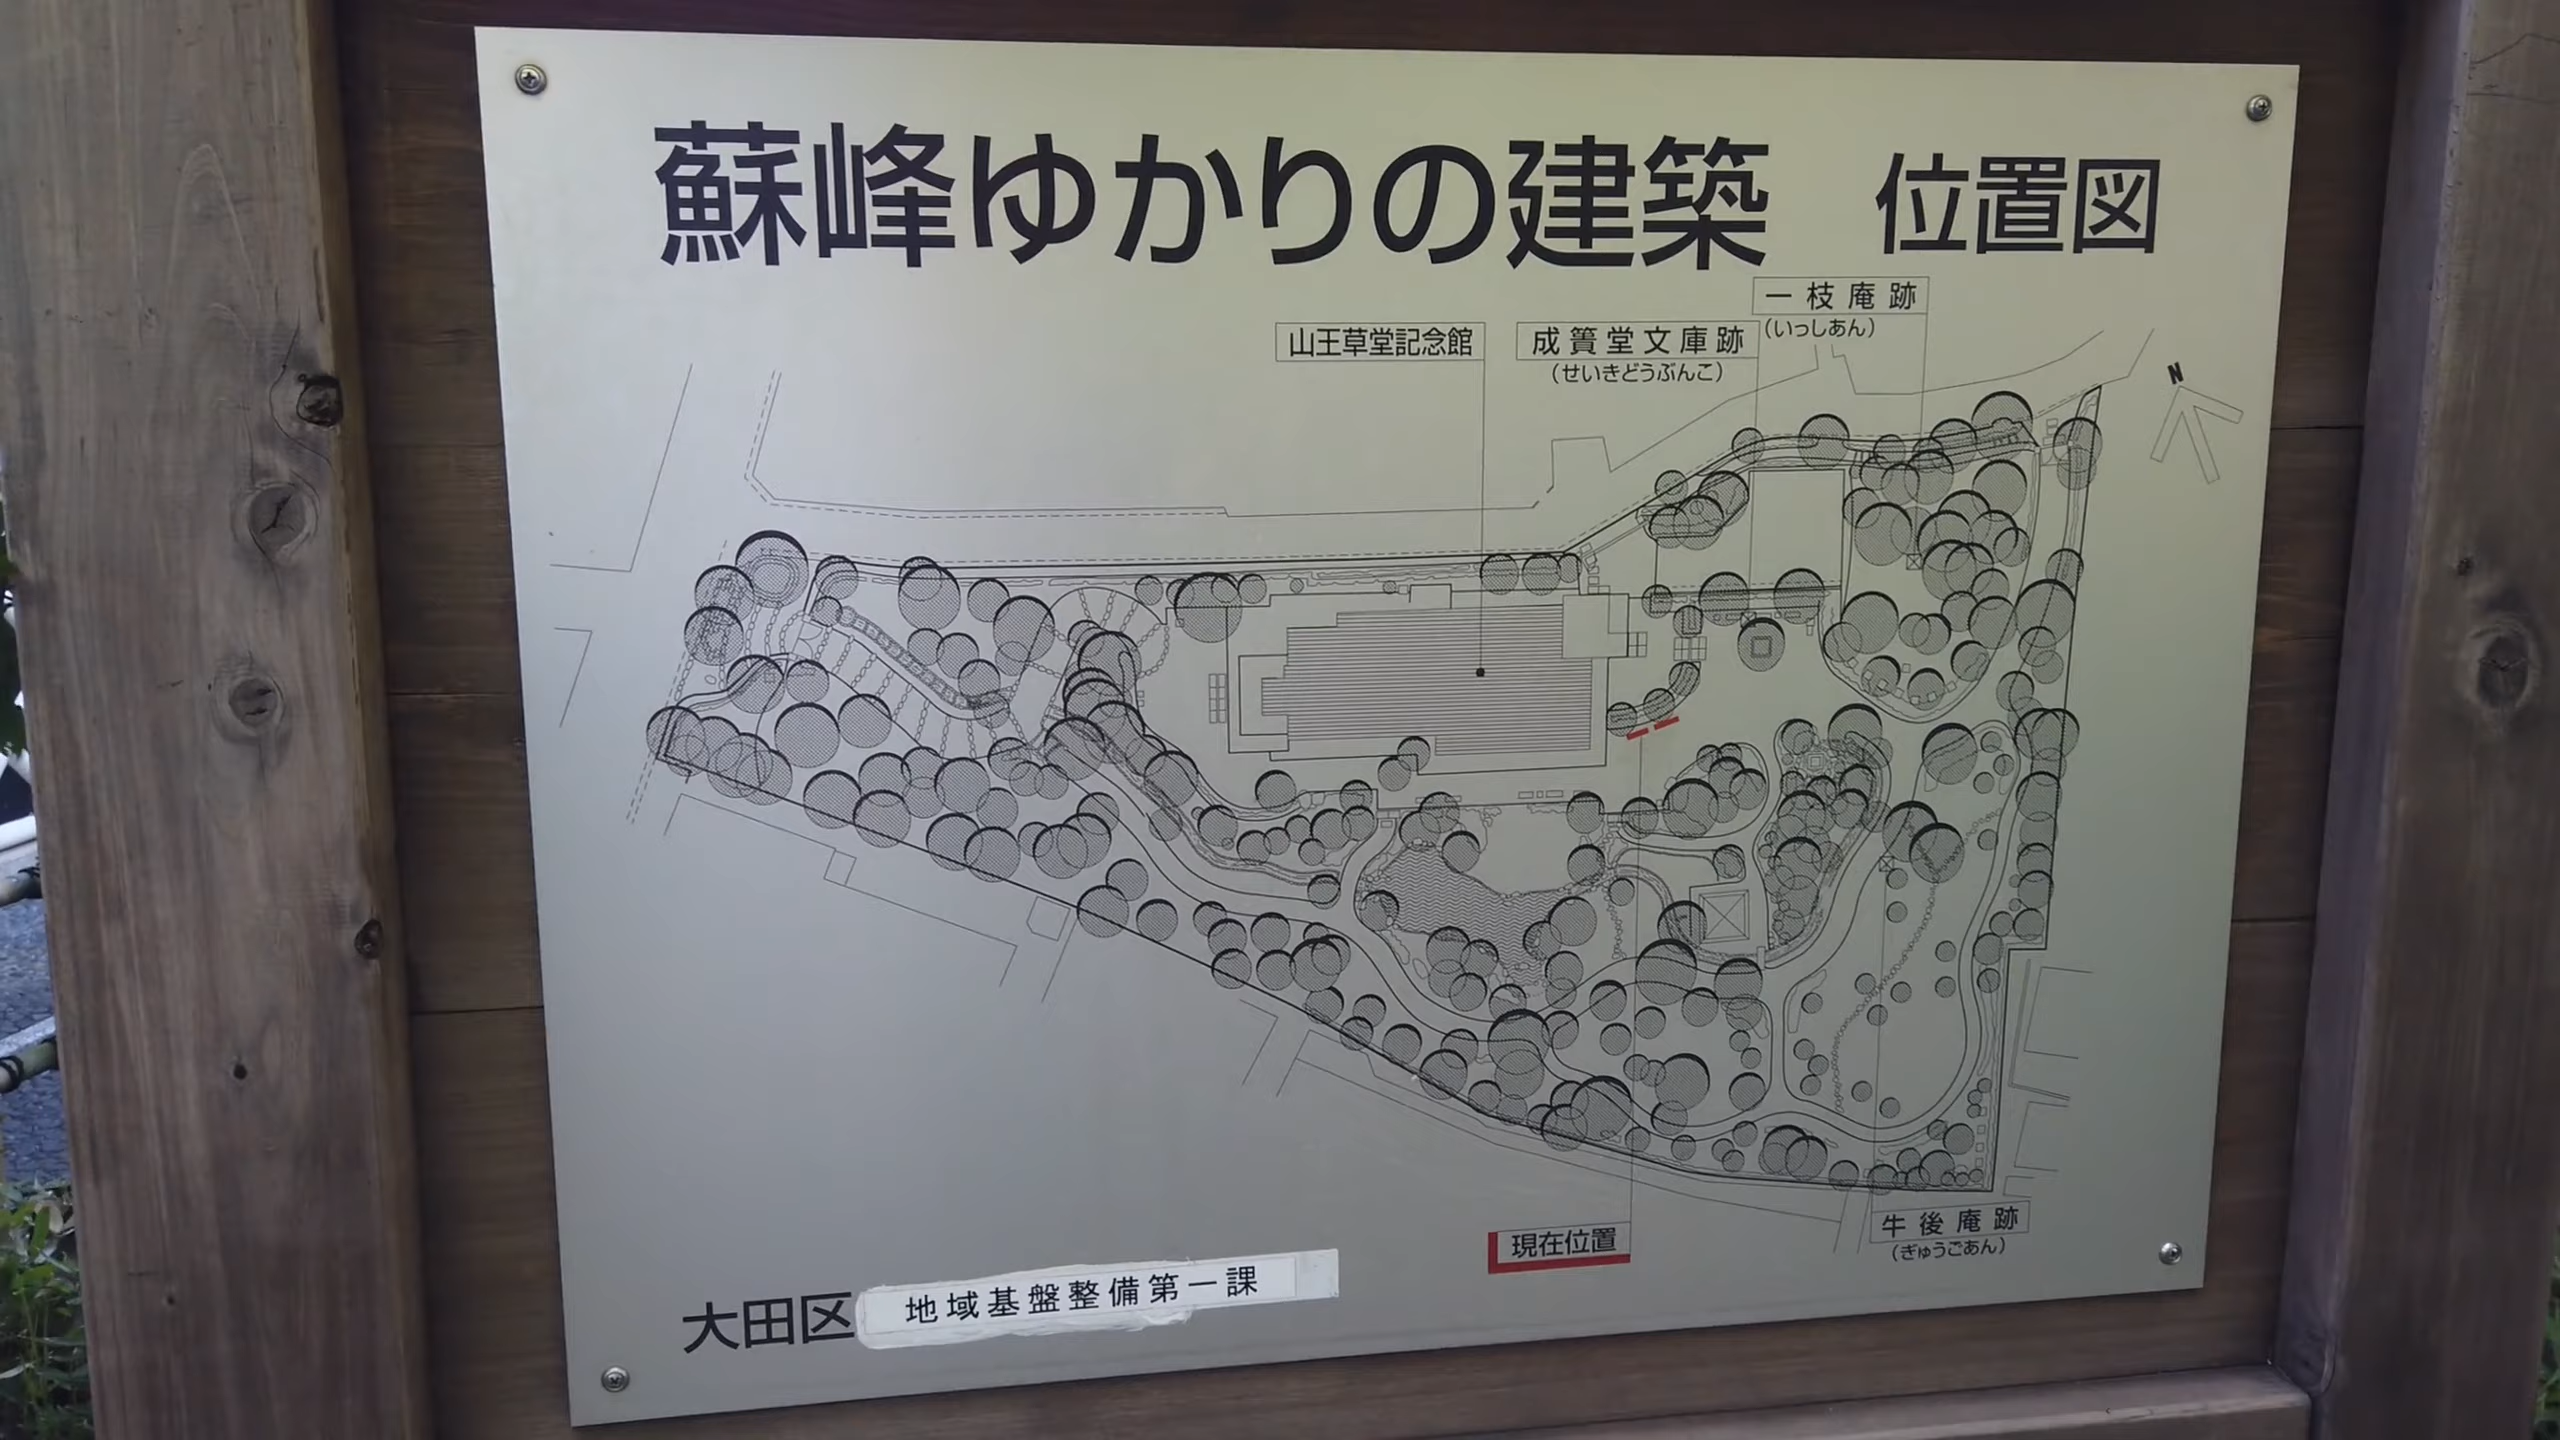 蘇峰ゆかりの建築 位置図
一枝庵跡
(いっしあん)
山王草堂記念館
成簣堂文庫跡
(せいきどうぶんこ)
N
現在位置
牛後庵跡
(ぎゅうごあん)
大田区 地域基盤整備第一課